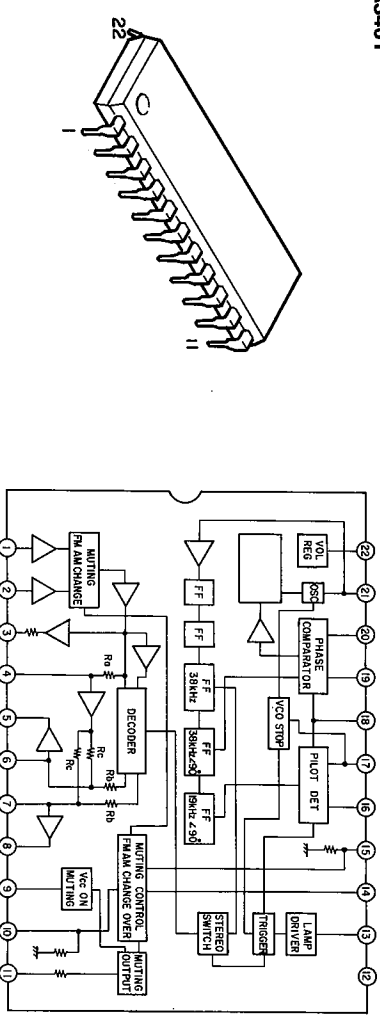 22
1
11
22
21
20
19
18
17
16
15
14
13
12
VOL
REG
OSC
PHASE
COMPARATOR
VCO STOP
PILOT DET
TRIGGER
LAMP
DRIVER
FF
FF
FF
38kHz
FF
38kHz∠90°
FF
19kHz∠90°
STEREO
SWITCH
MUTING
FM AM CHANGE
DECODER
Ra
Rc
Rc
Rb
Rb
MUTING CONTROL
FM AM CHANGE OVER
Vcc ON
MUTING
MUTING
OUTPUT
1
2
3
4
5
6
7
8
9
10
11